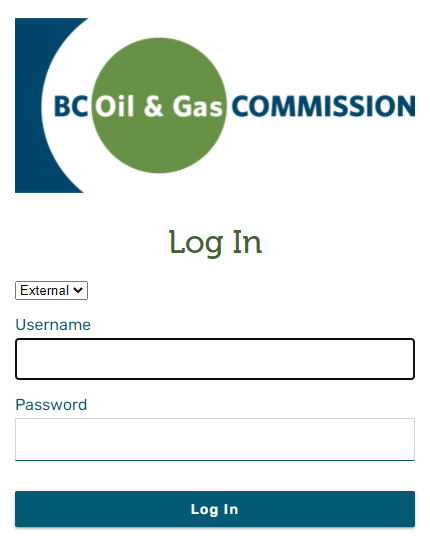 BC Oil & Gas COMMISSION
Log In
External
Username
Password
Log In